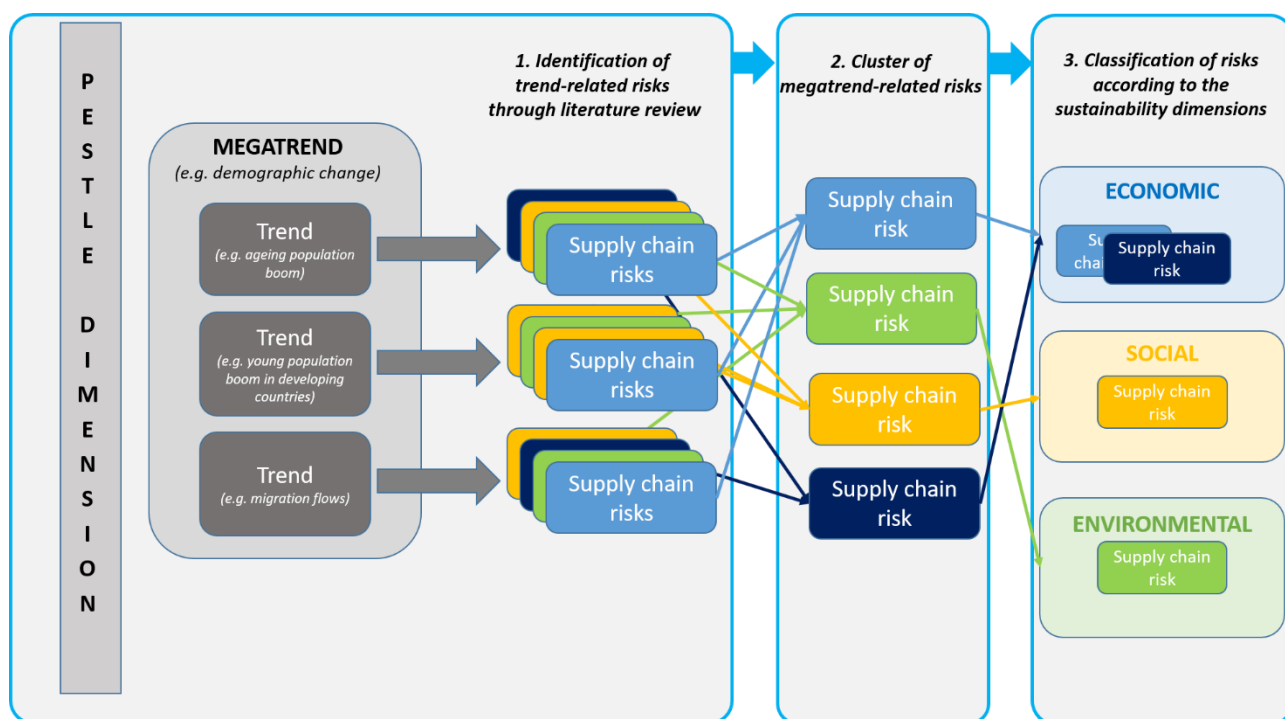 PESTLE DIMENSION
1. Identification of
trend-related risks
through literature review
2. Cluster of
megatrend-related risks
3. Classification of risks
according to the
sustainability dimensions
MEGATREND
(e.g. demographic change)
Trend
(e.g. ageing population
boom)
Trend
(e.g. young population
boom in developing
countries)
Trend
(e.g. migration flows)
Supply chain
risks
Supply chain
risks
Supply chain
risks
Supply chain
risk
Supply chain
risk
Supply chain
risk
Supply chain
risk
ECONOMIC
Su
chai
Supply chain
risk
SOCIAL
Supply chain
risk
ENVIRONMENTAL
Supply chain
risk